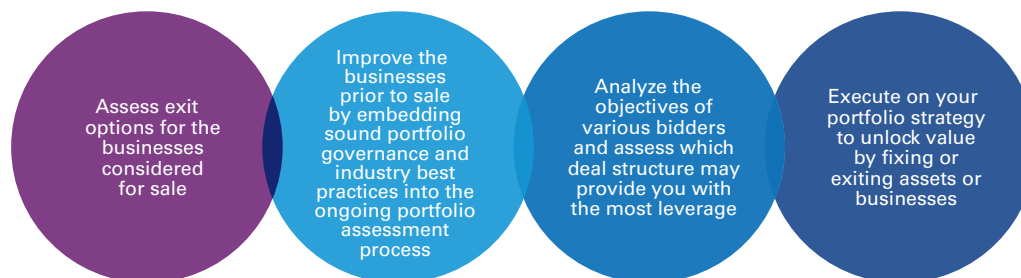 Assess exit
options for the
businesses
considered
for sale
Improve the
businesses
prior to sale
by embedding
sound portfolio
governance and
industry best
practices into the
ongoing portfolio
assessment
process
Analyze the
objectives of
various bidders
and assess which
deal structure may
provide you with
the most leverage
Execute on your
portfolio strategy
to unlock value
by fixing or
exiting assets or
businesses